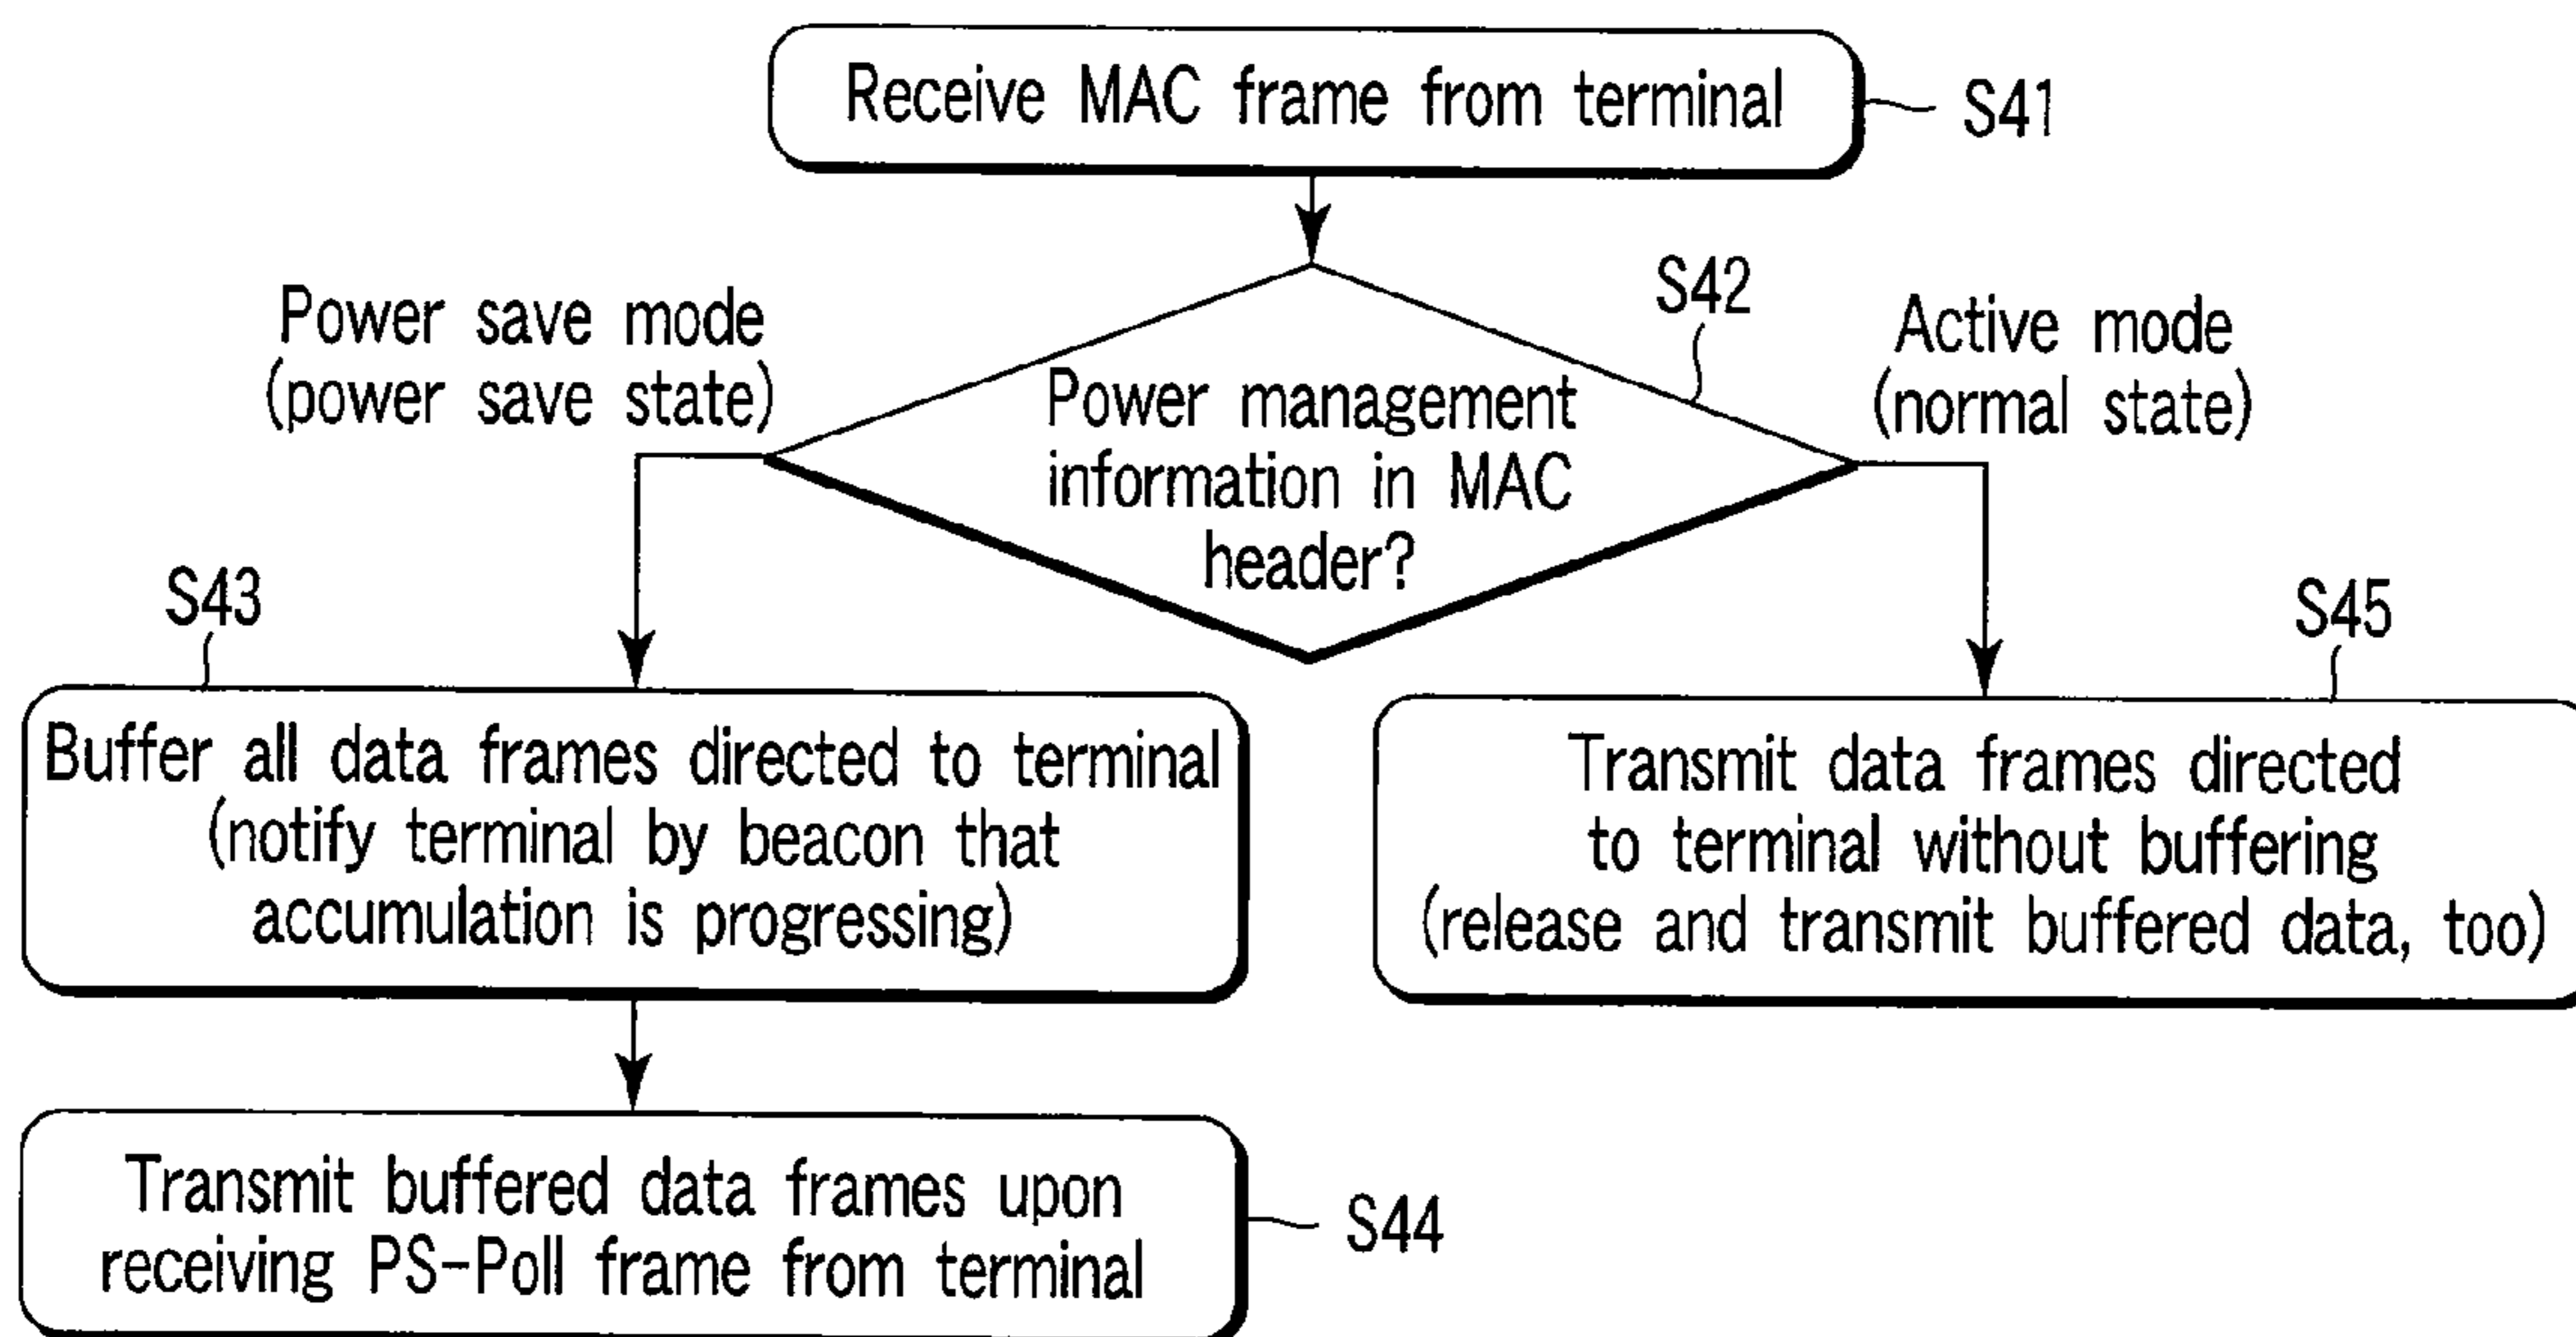 Receive MAC frame from terminal
S41
S42
Power save mode
(power save state)
Active mode
(normal state)
Power management
information in MAC
header?
S43
S45
Buffer all data frames directed to terminal
(notify terminal by beacon that
accumulation is progressing)
Transmit data frames directed
to terminal without buffering
(release and transmit buffered data, too)
Transmit buffered data frames upon
receiving PS-Poll frame from terminal
S44